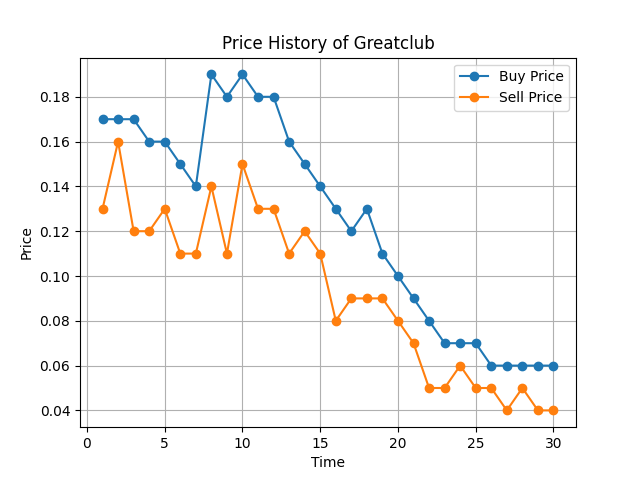 Price History of Greatclub
Buy Price
Sell Price
0.18
0.16
0.14
0.12
0.10
0.08
0.06
0.04
Price
0 5 10 15 20 25 30
Time